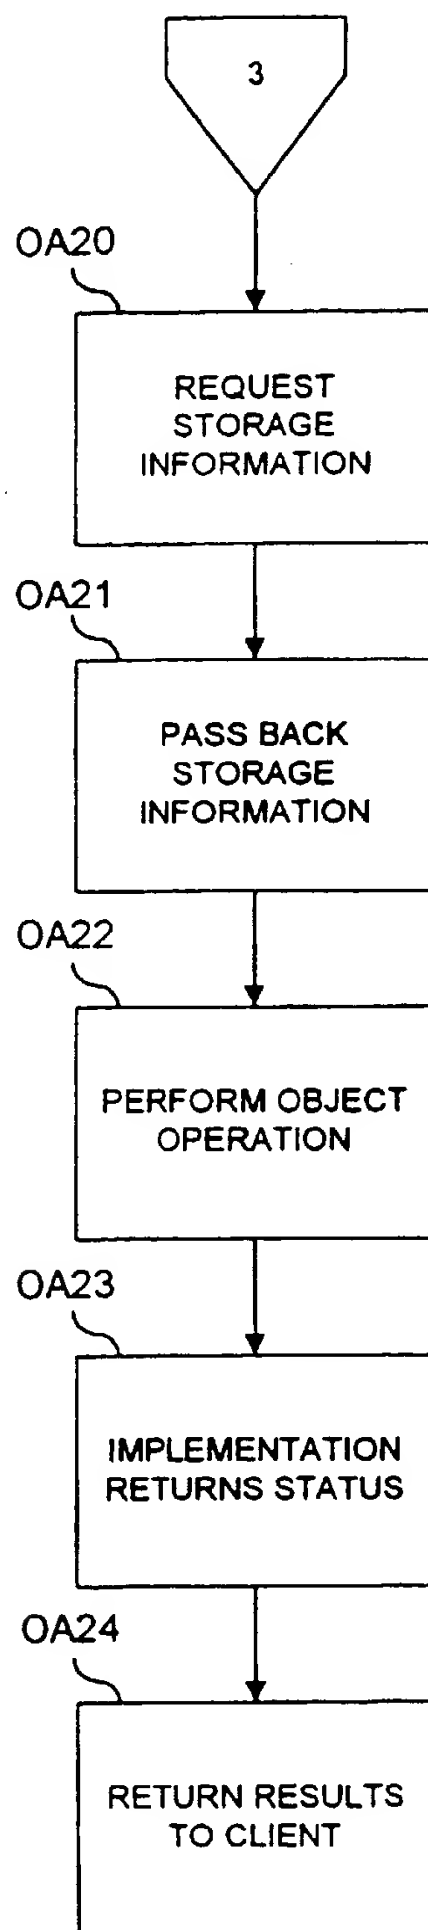 3
OA20
REQUEST
STORAGE
INFORMATION
OA21
PASS BACK
STORAGE
INFORMATION
OA22
PERFORM OBJECT
OPERATION
OA23
IMPLEMENTATION
RETURNS STATUS
OA24
RETURN RESULTS
TO CLIENT